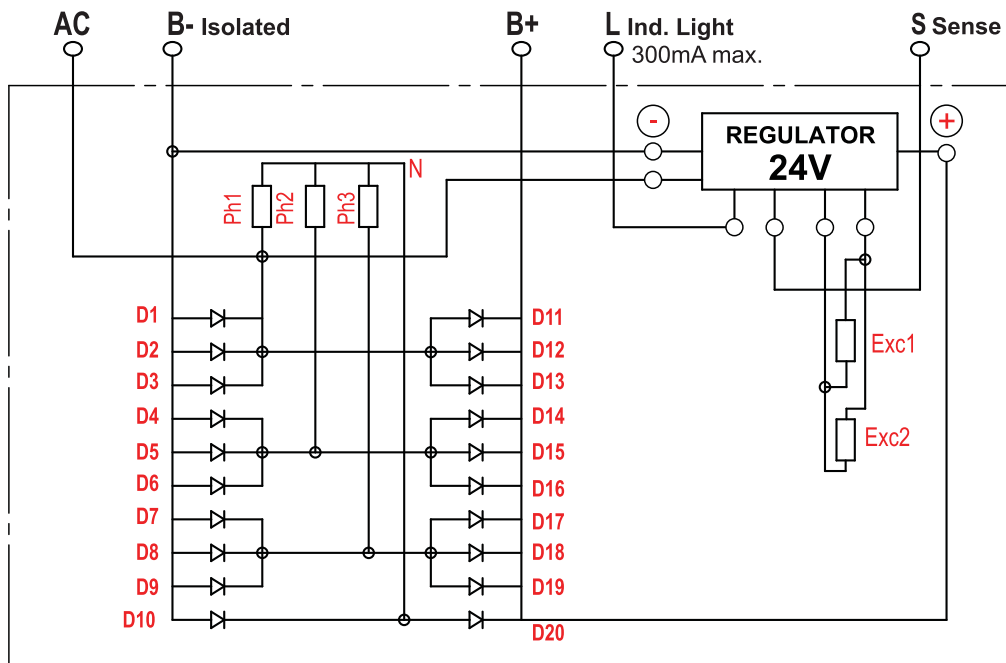 AC
B- Isolated
B+
L Ind. Light
300mA max.
S Sense
-
+
REGULATOR
24V
N
Ph1
Ph2
Ph3
D1
D11
D2
D12
D3
D13
Exc1
D4
D14
Exc2
D5
D15
D6
D16
D7
D17
D8
D18
D9
D19
D10
D20